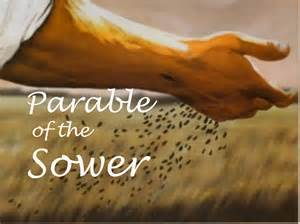 Parable
of the
Sower